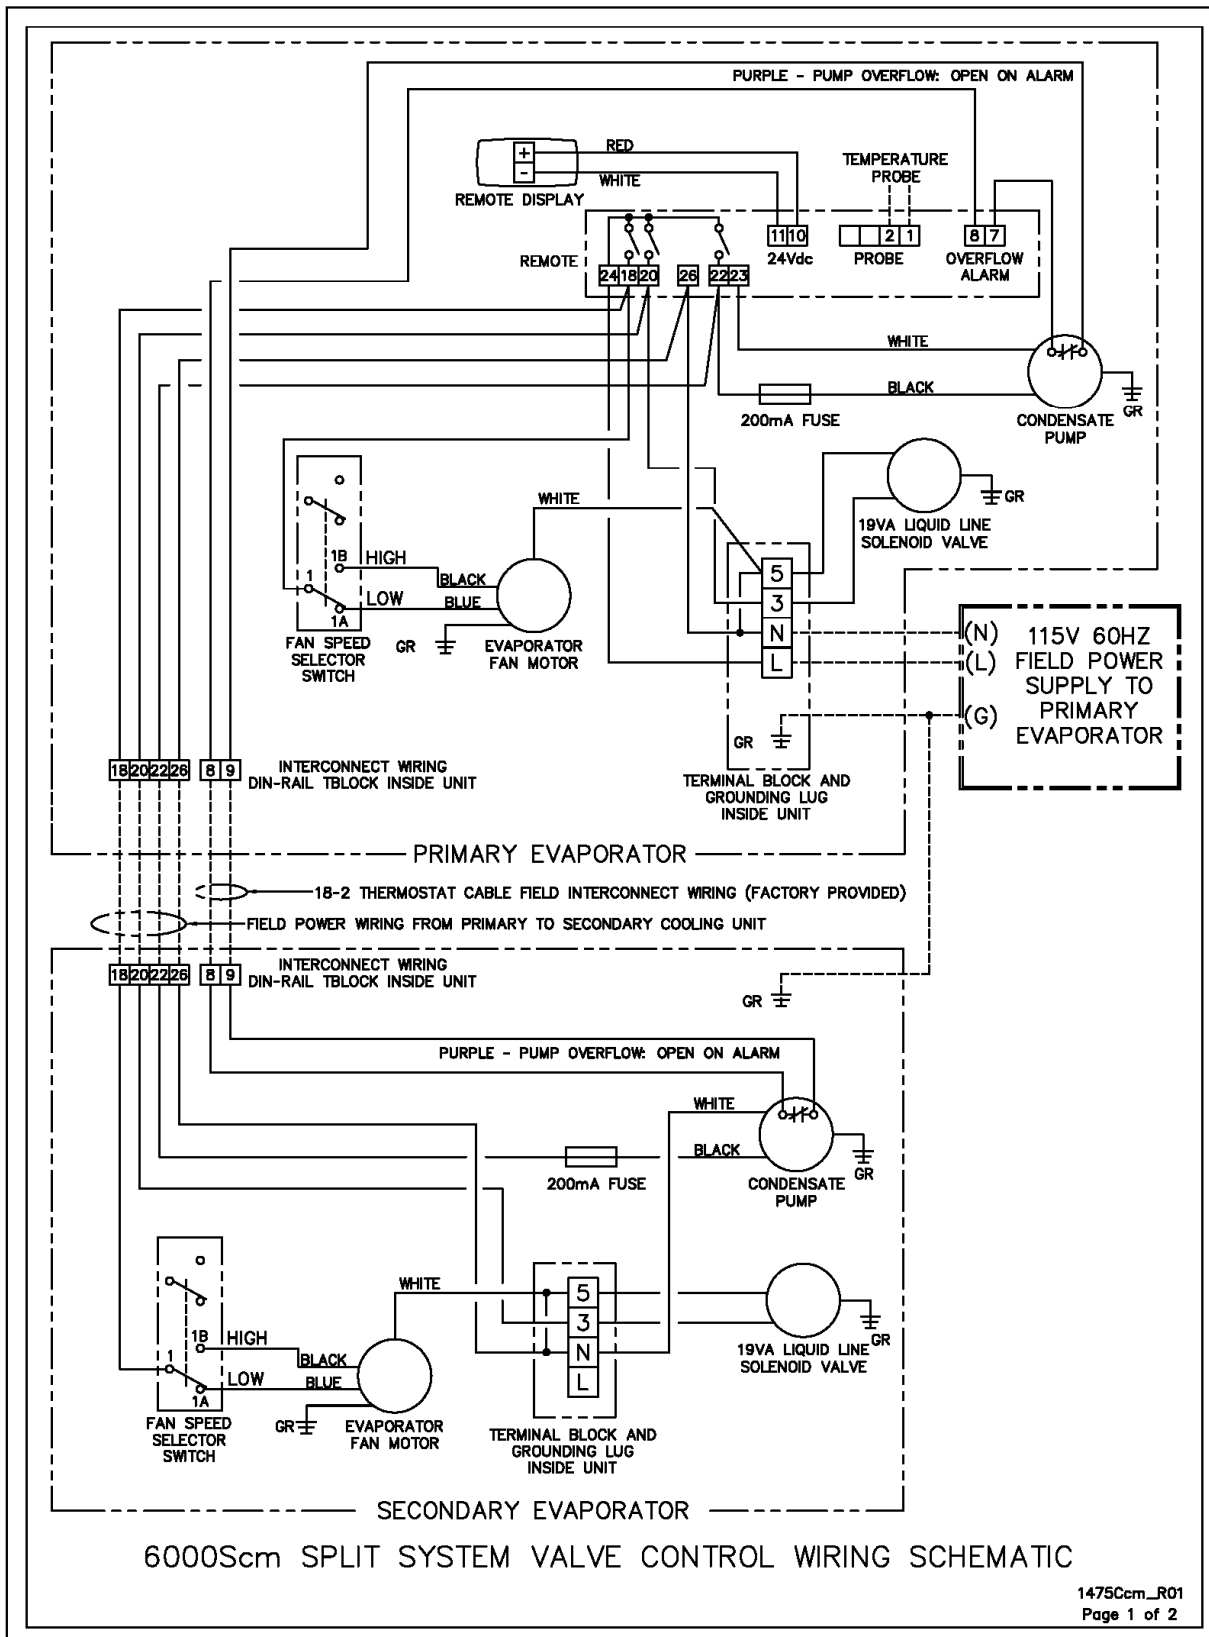 PURPLE - PUMP OVERFLOW: OPEN ON ALARM
RED
+
-
WHITE
REMOTE DISPLAY
TEMPERATURE
PROBE
11 10
24Vdc
2 1
PROBE
8 7
OVERFLOW
ALARM
REMOTE
24 18 20 26 22 23
WHITE
BLACK
200mA FUSE
GR
CONDENSATE
PUMP
WHITE
GR
19VA LIQUID LINE
SOLENOID VALVE
1B
HIGH
1
LOW
1A
BLACK
BLUE
GR
FAN SPEED
SELECTOR
SWITCH
EVAPORATOR
FAN MOTOR
5
3
N
L
GR
(N)
(L)
(G)
115V 60HZ
FIELD POWER
SUPPLY TO
PRIMARY
EVAPORATOR
18 20 22 26 8 9
INTERCONNECT WIRING
DIN-RAIL TBLOCK INSIDE UNIT
TERMINAL BLOCK AND
GROUNDING LUG
INSIDE UNIT
PRIMARY EVAPORATOR
18-2 THERMOSTAT CABLE FIELD INTERCONNECT WIRING (FACTORY PROVIDED)
FIELD POWER WIRING FROM PRIMARY TO SECONDARY COOLING UNIT
18 20 22 26 8 9
INTERCONNECT WIRING
DIN-RAIL TBLOCK INSIDE UNIT
GR
PURPLE - PUMP OVERFLOW: OPEN ON ALARM
WHITE
BLACK
200mA FUSE
GR
CONDENSATE
PUMP
WHITE
5
3
N
L
GR
19VA LIQUID LINE
SOLENOID VALVE
1B
HIGH
1
LOW
1A
BLACK
BLUE
GR
FAN SPEED
SELECTOR
SWITCH
EVAPORATOR
FAN MOTOR
TERMINAL BLOCK AND
GROUNDING LUG
INSIDE UNIT
SECONDARY EVAPORATOR
6000Scm SPLIT SYSTEM VALVE CONTROL WIRING SCHEMATIC
1475Ccm_R01
Page 1 of 2